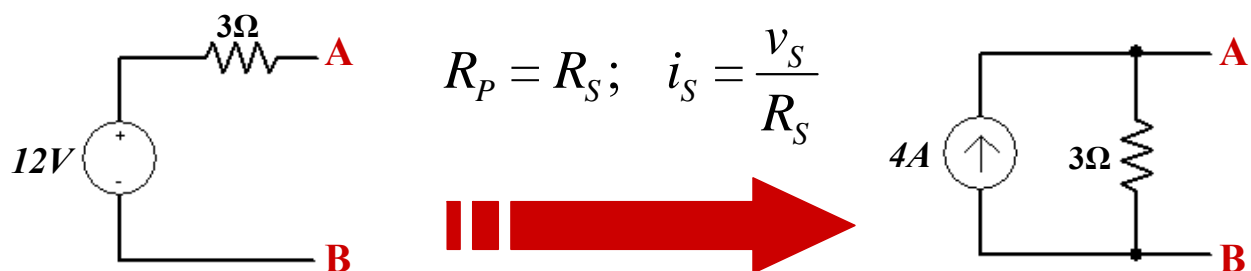 3Ω
A
12V
+
-
B
R_P = R_S; i_S = v_S / R_S
A
4A
3Ω
B